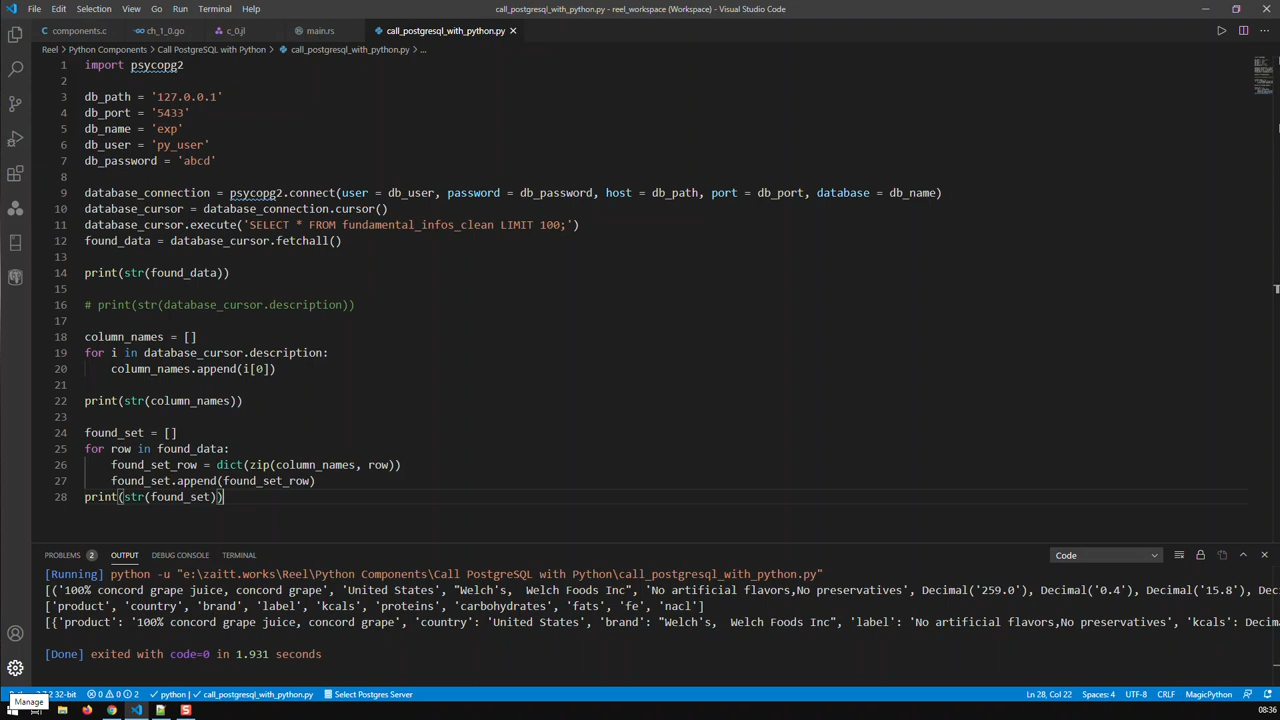 File Edit Selection View Go Run Terminal Help
call_postgresql_with_python.py - reel_workspace (Workspace) - Visual Studio Code
components.c ch_1_0.go c_0.jl main.rs call_postgresql_with_python.py
Reel > Python Components > Call PostgreSQL with Python > call_postgresql_with_python.py > ...
1 import psycopg2
2
3 db_path = '127.0.0.1'
4 db_port = '5433'
5 db_name = 'exp'
6 db_user = 'py_user'
7 db_password = 'abcd'
8
9 database_connection = psycopg2.connect(user = db_user, password = db_password, host = db_path, port = db_port, database = db_name)
10 database_cursor = database_connection.cursor()
11 database_cursor.execute('SELECT * FROM fundamental_infos_clean LIMIT 100;')
12 found_data = database_cursor.fetchall()
13
14 print(str(found_data))
15
16 # print(str(database_cursor.description))
17
18 column_names = []
19 for i in database_cursor.description:
20 column_names.append(i[0])
21
22 print(str(column_names))
23
24 found_set = []
25 for row in found_data:
26 found_set_row = dict(zip(column_names, row))
27 found_set.append(found_set_row)
28 print(str(found_set))
PROBLEMS 2 OUTPUT DEBUG CONSOLE TERMINAL Code
[Running] python -u "e:\zaitt.works\Reel\Python Components\Call PostgreSQL with Python\call_postgresql_with_python.py"
[('100% concord grape juice, concord grape', 'United States', "Welch's,  Welch Foods Inc", 'No artificial flavors,No preservatives', Decimal('259.0'), Decimal('0.4'), Decimal('15.8'), Decimal('0.
['product', 'country', 'brand', 'label', 'kcals', 'proteins', 'carbohydrates', 'fats', 'fe', 'nacl']
[{'product': '100% concord grape juice, concord grape', 'country': 'United States', 'brand': "Welch's,  Welch Foods Inc", 'label': 'No artificial flavors,No preservatives', 'kcals': Decima
[Done] exited with code=0 in 1.931 seconds
32-bit 0 0 2 python | call_postgresql_with_python.py Select Postgres Server Ln 28, Col 22 Spaces: 4 UTF-8 CRLF MagicPython
Manage
08:36